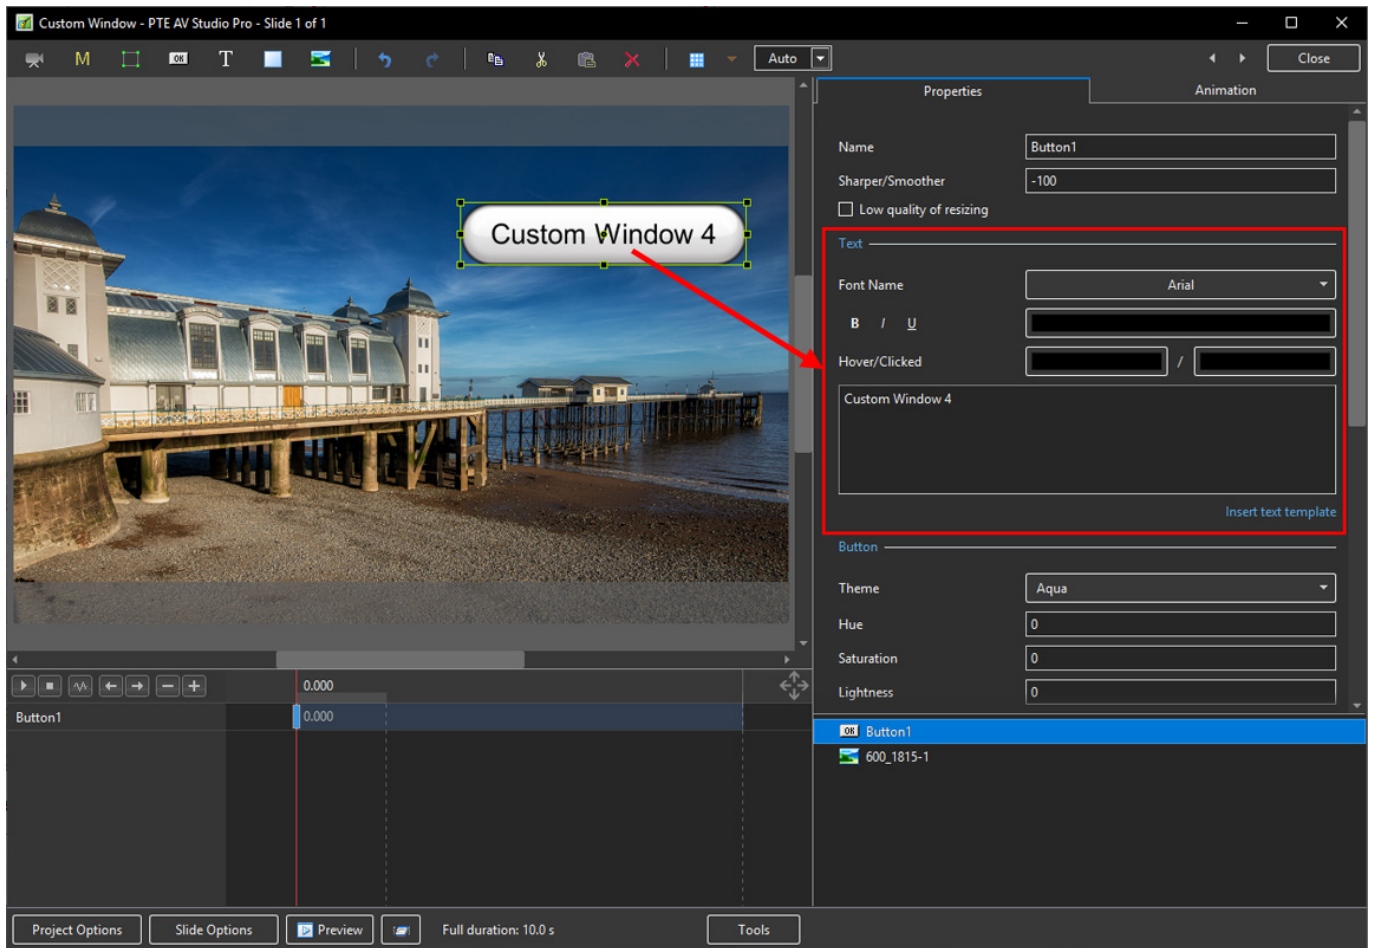 Custom Window - PTE AV Studio Pro - Slide 1 of 1
M OK T Auto Close
Properties Animation
Name Button1
Sharper/Smoother -100
Low quality of resizing
Custom Window 4
Text
Font Name Arial
B I U
Hover/Clicked /
Custom Window 4
Insert text template
Button
Theme Aqua
Hue 0
Saturation 0
Lightness 0
0.000
Button1 0.000
OK Button1
600_1815-1
Project Options Slide Options Preview Full duration: 10.0 s Tools